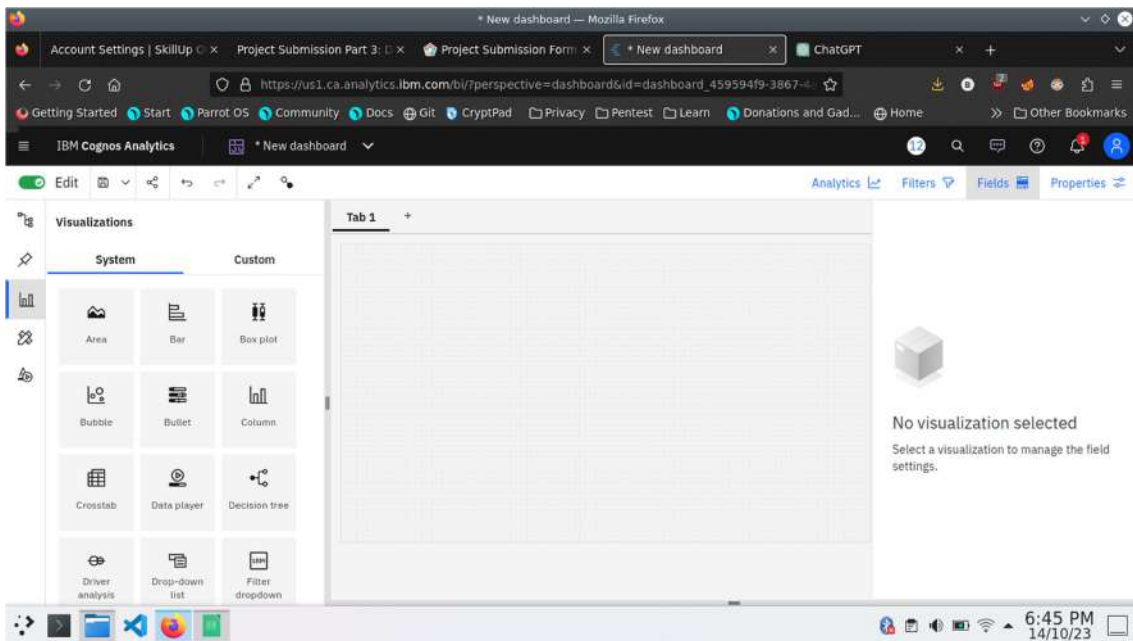 * New dashboard — Mozilla Firefox
Account Settings | SkillUp O
Project Submission Part 3: D
Project Submission Form
* New dashboard
ChatGPT
https://us1.ca.analytics.ibm.com/bi/?perspective=dashboard&id=dashboard_459594f9-3867-4
Getting Started Start Parrot OS Community Docs Git CryptPad Privacy Pentest Learn Donations and Gad... Home Other Bookmarks
IBM Cognos Analytics * New dashboard 12
Edit Analytics Filters Fields Properties
Visualizations
Tab 1 +
System Custom
Area Bar Box plot
Bubble Bullet Column
No visualization selected
Select a visualization to manage the field
settings.
Crosstab Data player Decision tree
Driver
analysis
Drop-down
list
Filter
dropdown
6:45 PM
14/10/23